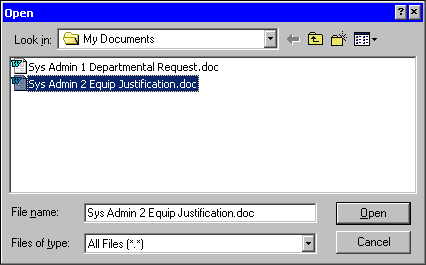 Open
Look in: My Documents
Sys Admin 1 Departmental Request.doc
Sys Admin 2 Equip Justification.doc
File name: Sys Admin 2 Equip Justification.doc Open
Files of type: All Files (*.*) Cancel